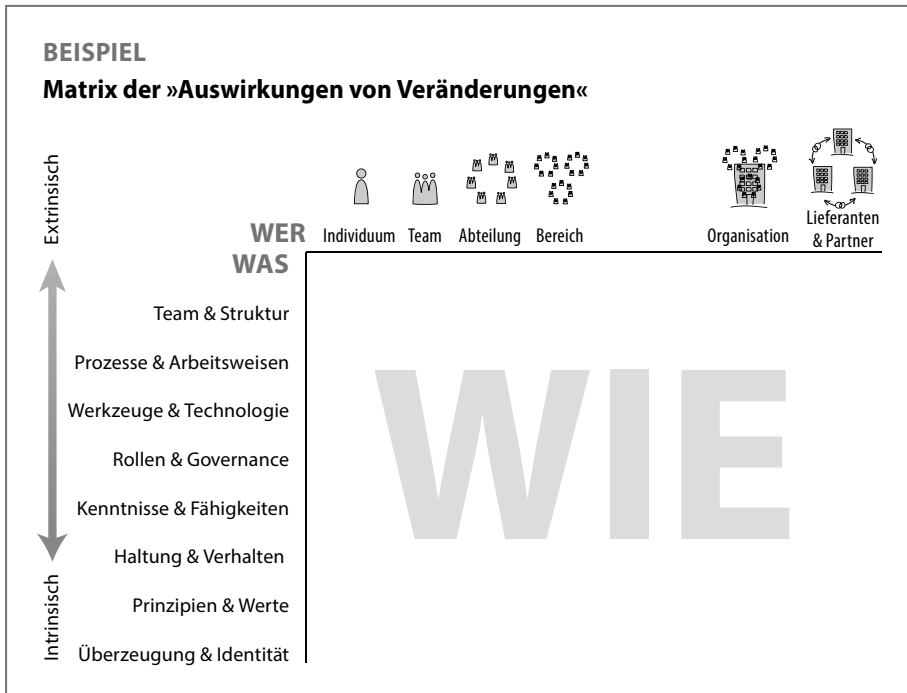 BEISPIEL
Matrix der »Auswirkungen von Veränderungen«
Extrinsisch
WER
Individuum
Team
Abteilung
Bereich
Organisation
Lieferanten
& Partner
WAS
Team & Struktur
Prozesse & Arbeitsweisen
Werkzeuge & Technologie
Rollen & Governance
Kenntnisse & Fähigkeiten
Haltung & Verhalten
Prinzipien & Werte
Überzeugung & Identität
Intrinsisch
WIE